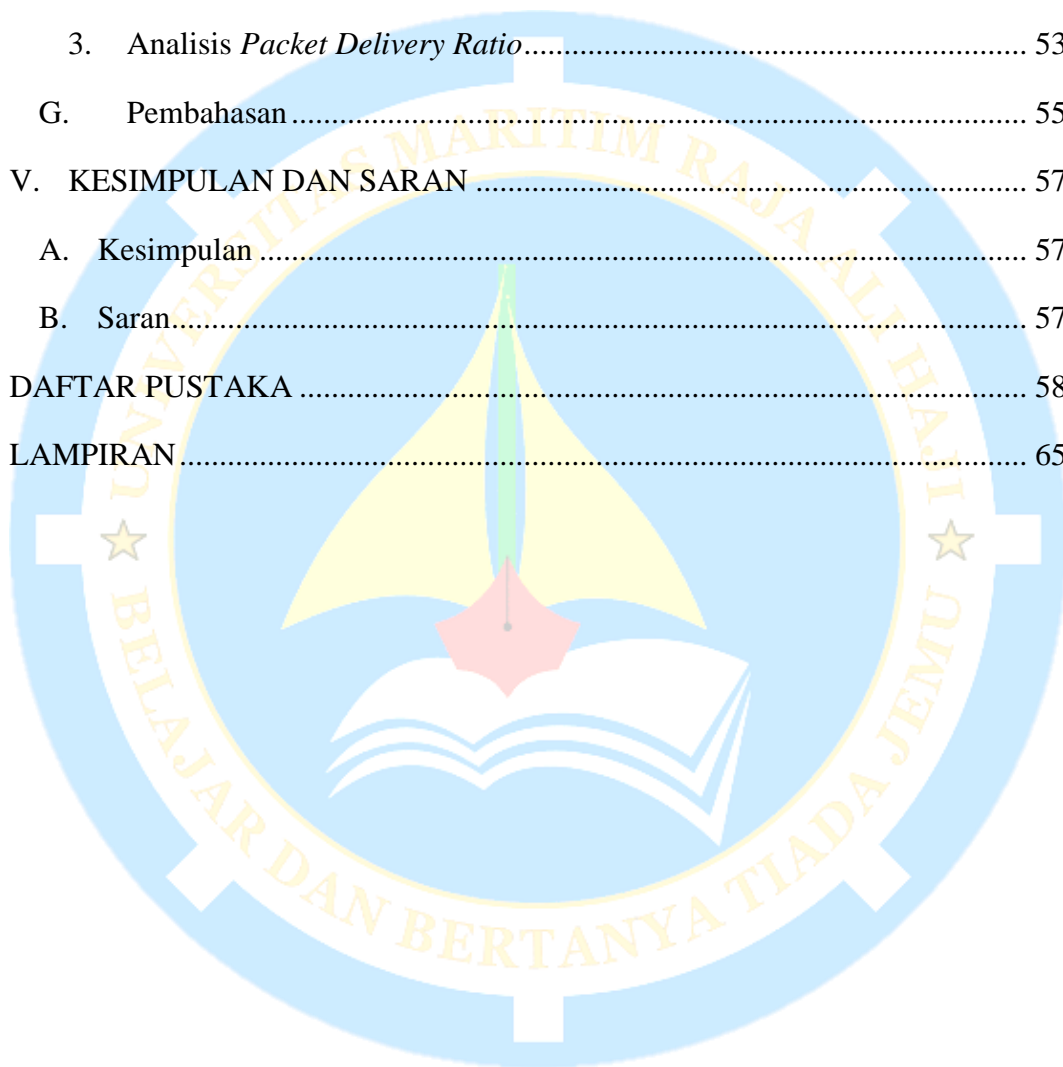 3. Analisis Packet Delivery Ratio.................................................................. 53
G. Pembahasan................................................................................................ 55
V. KESIMPULAN DAN SARAN ........................................................................ 57
A. Kesimpulan .................................................................................................... 57
B. Saran................................................................................................................ 57
DAFTAR PUSTAKA ............................................................................................... 58
LAMPIRAN............................................................................................................... 65
UNIVERSITAS MARITIM RAJA ALI HAJI
BELAJAR DAN BERTANYA TIADA JEMU